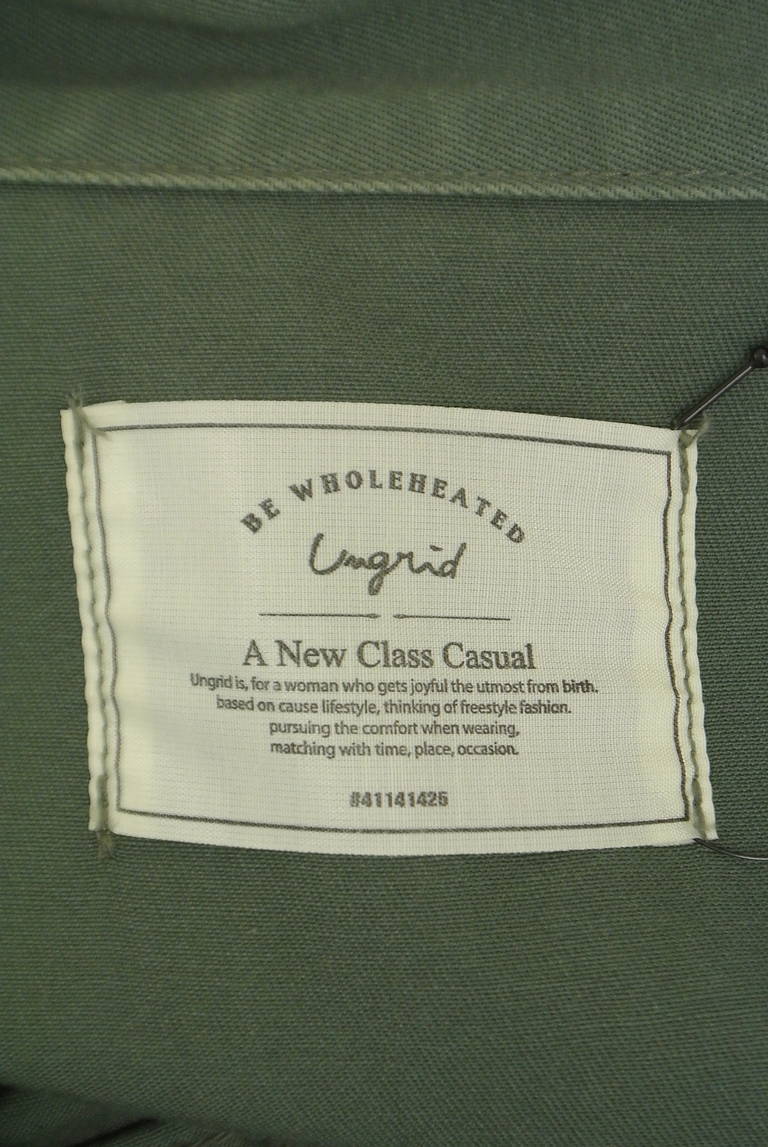 BE WHOLEHEATED
Ungrid
A New Class Casual
Ungrid is, for a woman who gets joyful the utmost from birth.
based on cause lifestyle, thinking of freestyle fashion.
pursuing the comfort when wearing,
matching with time, place, occasion.
#41141425